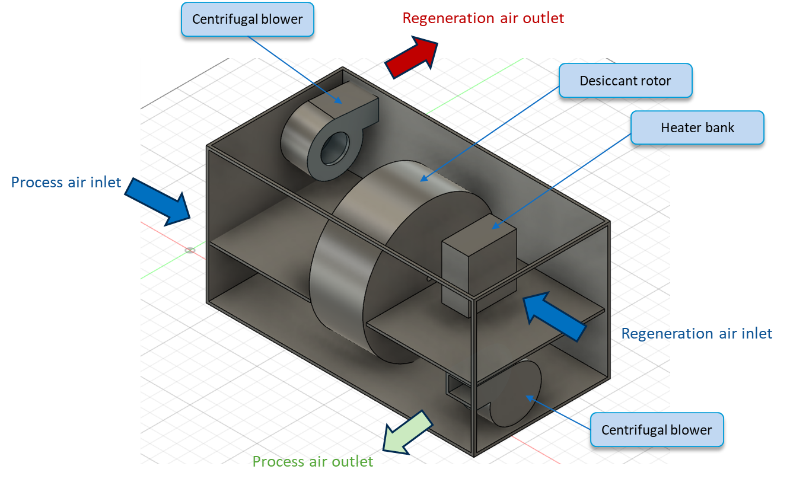 Centrifugal blower
Regeneration air outlet
Desiccant rotor
Heater bank
Process air inlet
Regeneration air inlet
Centrifugal blower
Process air outlet